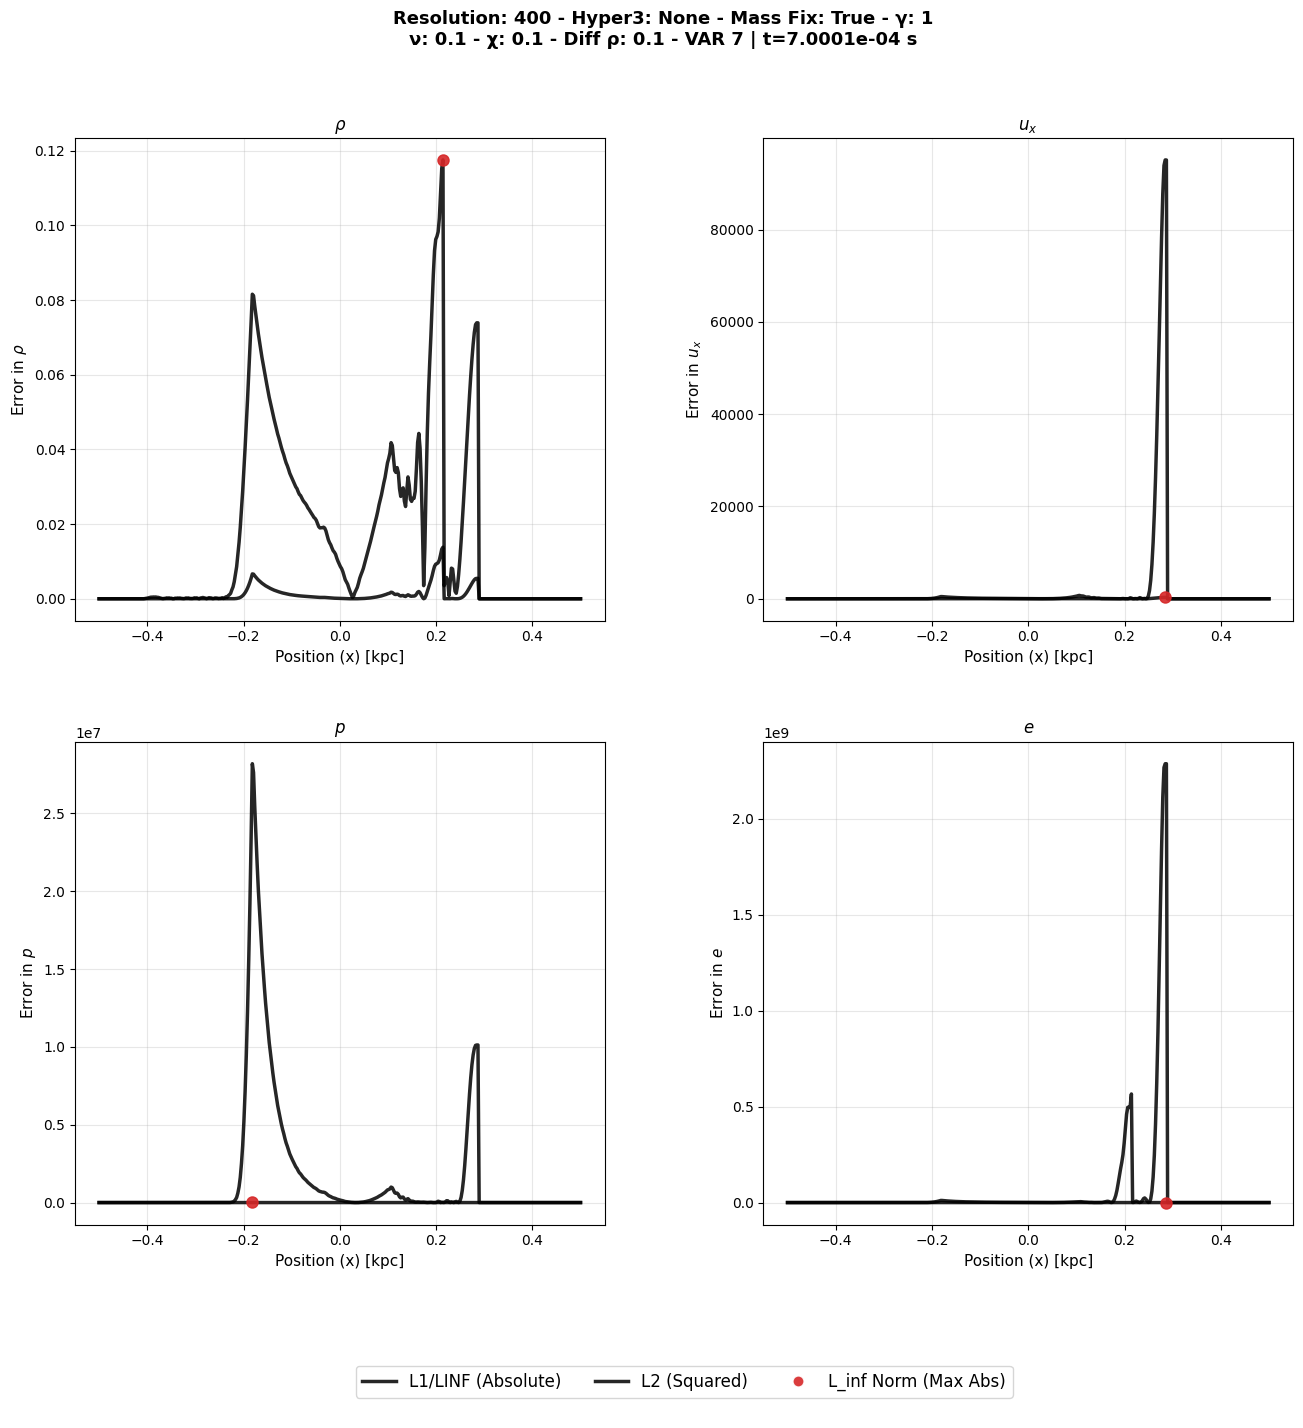 Resolution: 400 - Hyper3: None - Mass Fix: True - γ: 1
ν: 0.1 - χ: 0.1 - Diff ρ: 0.1 - VAR 7 | t=7.0001e-04 s
ρ
Error in ρ
0.12
0.10
0.08
0.06
0.04
0.02
0.00
−0.4 −0.2 0.0 0.2 0.4
Position (x) [kpc]
u_x
Error in u_x
80000
60000
40000
20000
0
−0.4 −0.2 0.0 0.2 0.4
Position (x) [kpc]
p
1e7
Error in p
2.5
2.0
1.5
1.0
0.5
0.0
−0.4 −0.2 0.0 0.2 0.4
Position (x) [kpc]
e
1e9
Error in e
2.0
1.5
1.0
0.5
0.0
−0.4 −0.2 0.0 0.2 0.4
Position (x) [kpc]
L1/LINF (Absolute) L2 (Squared) L_inf Norm (Max Abs)